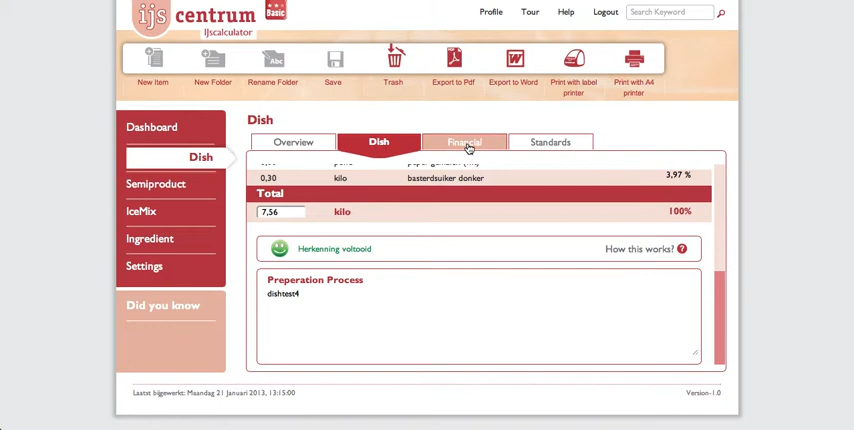 ijs
centrum
Basic
IJscalculator
Profile Tour Help Logout Search Keyword
New Item New Folder Rename Folder Save Trash Export to Pdf Export to Word Print with label printer Print with A4 printer
Abc
Dashboard
Dish
Semiproduct
IceMix
Ingredient
Settings
Did you know
Dish
Overview Dish Financial Standards
0,30 kilo basterdsuiker donker 3,97 %
Total
7,56 kilo 100%
Herkenning voltooid How this works? ?
Preperation Process
dishtest4
Laatst bijgewerkt: Maandag 21 Januari 2013, 13:15:00 Version-1.0